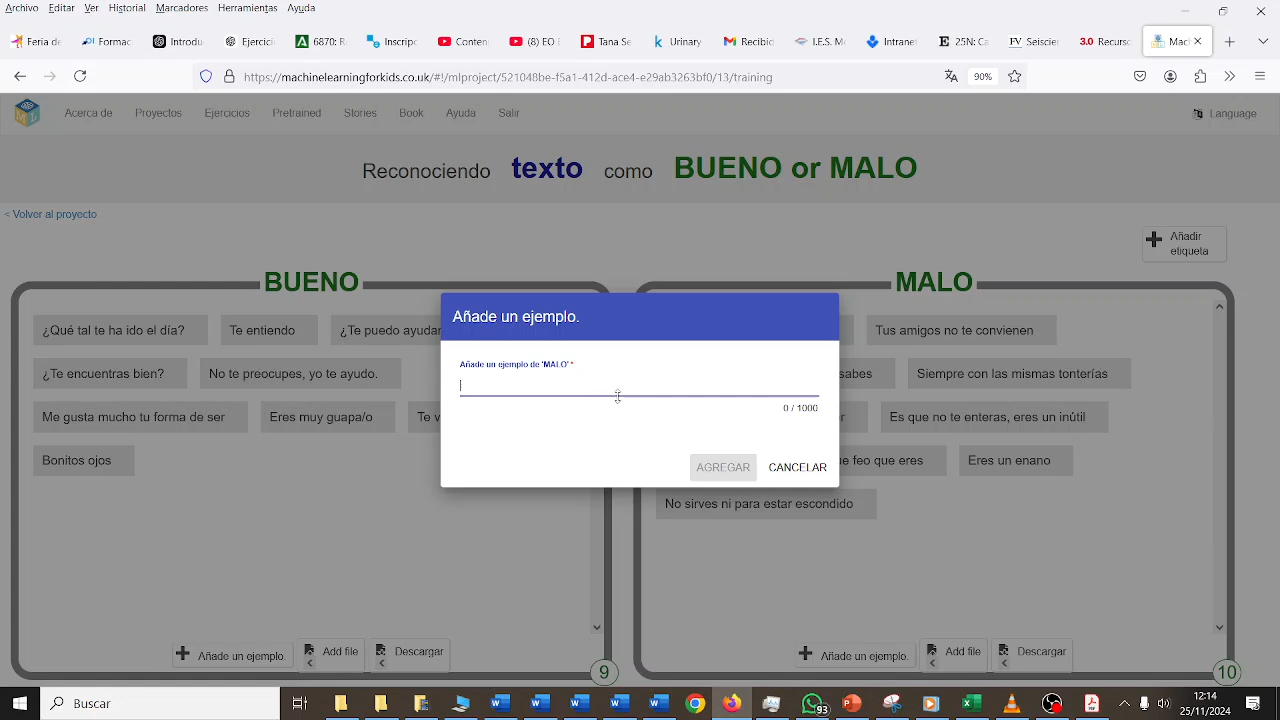 Archivo Editar Ver Historial Marcadores Herramientas Ayuda
Feria de
Formac
Introdu
Ejercici
6870: R
Inscripc
Conten
(8) EO I
Tana Se
Urinary
Recibid
I.E.S. M
Intranet
25N: Ca
Seiscier
3.0 Recurso
Mac
https://machinelearningforkids.co.uk/#!/mlproject/521048be-f5a1-412d-ace4-e29ab3263bf0/13/training
90%
Acerca de Proyectos Ejercicios Pretrained Stories Book Ayuda Salir Language
Reconociendo texto como BUENO or MALO
< Volver al proyecto
Añadir
etiqueta
BUENO
¿Qué tal te ha ido el día? Te entiendo ¿Te puedo ayudar
¿Te encuentras bien? No te preocupes, yo te ayudo.
Me gusta mucho tu forma de ser Eres muy guapa/o
Bonitos ojos
Añade un ejemplo. Add file Descargar
9
MALO
Tus amigos no te convienen
sabes Siempre con las mismas tonterías
Es que no te enteras, eres un inútil
e feo que eres Eres un enano
No sirves ni para estar escondido
Añade un ejemplo. Add file Descargar
10
Añade un ejemplo.
Añade un ejemplo de 'MALO' *
0 / 1000
AGREGAR CANCELAR
Buscar
93
12:14
25/11/2024